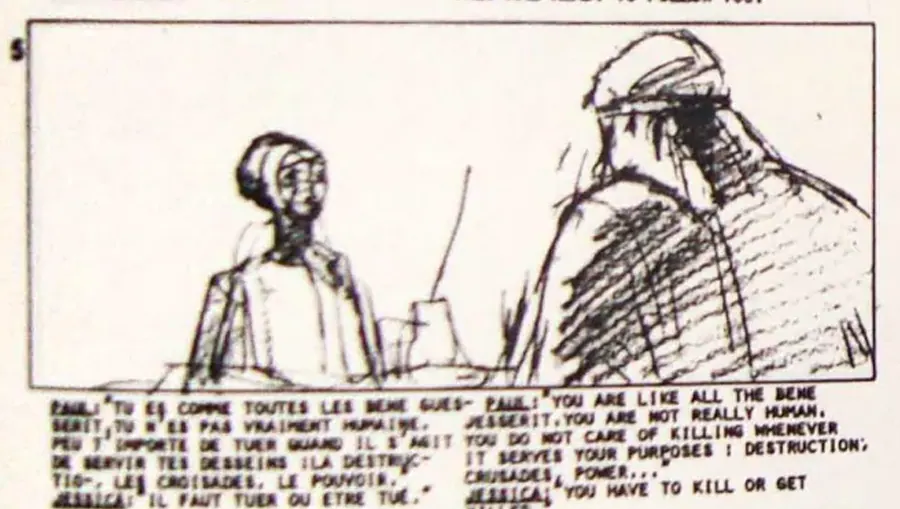 5
PAUL: "TU ES COMME TOUTES LES BENE GUES-
SERIT, TU N'ES PAS VRAIMENT HUMAINE.
PEU T'IMPORTE DE TUER QUAND IL S'AGIT
DE SERVIR TES DESSEINS :LA DESTRUC-
TIO-, LES CROISADES, LE POUVOIR."
JESSICA: "IL FAUT TUER OU ETRE TUE."
PAUL: "YOU ARE LIKE ALL THE BENE
JESSERIT.YOU ARE NOT REALLY HUMAN.
YOU DO NOT CARE OF KILLING WHENEVER
IT SERVES YOUR PURPOSES : DESTRUCTION,
CRUSADES, POWER..."
JESSICA: "YOU HAVE TO KILL OR GET